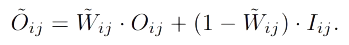 Õ_{ij} = W̃_{ij} · O_{ij} + (1 − W̃_{ij}) · I_{ij}.